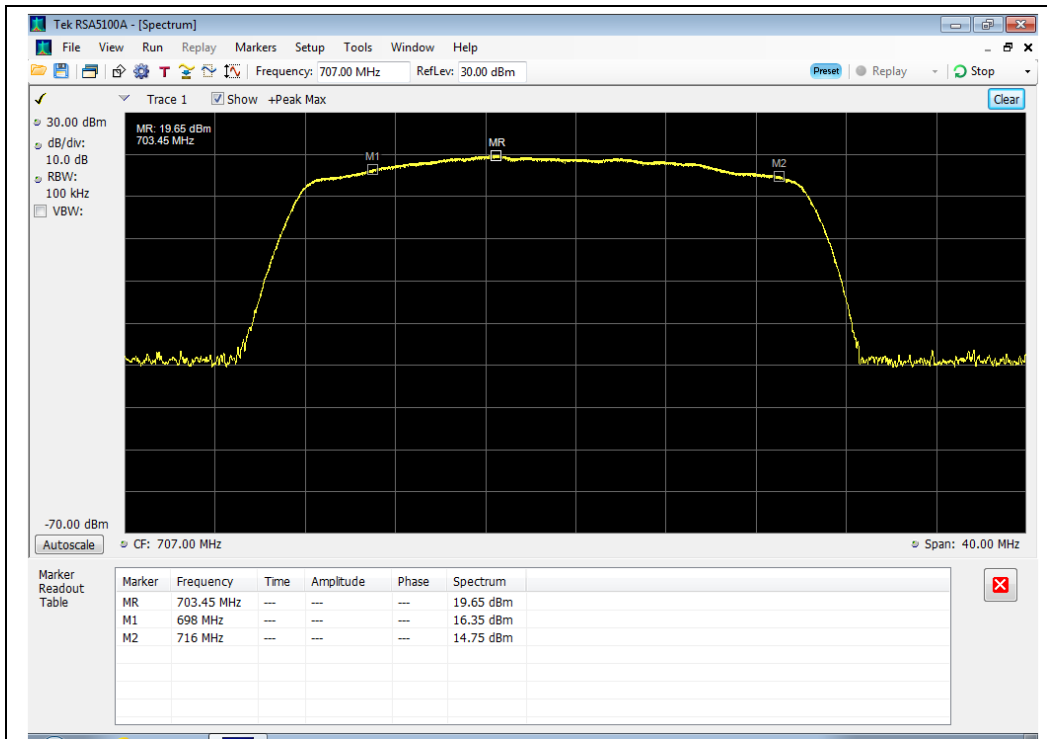 Tek RSA5100A - [Spectrum]
File View Run Replay Markers Setup Tools Window Help
T Frequency: 707.00 MHz RefLev: 30.00 dBm Preset Replay Stop
Trace 1 Show +Peak Max Clear
30.00 dBm
dB/div:
10.0 dB
RBW:
100 kHz
VBW:
MR: 19.65 dBm
703.45 MHz
M1
MR
M2
-70.00 dBm
Autoscale CF: 707.00 MHz Span: 40.00 MHz
Marker Readout Table
Marker Frequency Time Amplitude Phase Spectrum
MR 703.45 MHz --- --- --- 19.65 dBm
M1 698 MHz --- --- --- 16.35 dBm
M2 716 MHz --- --- --- 14.75 dBm